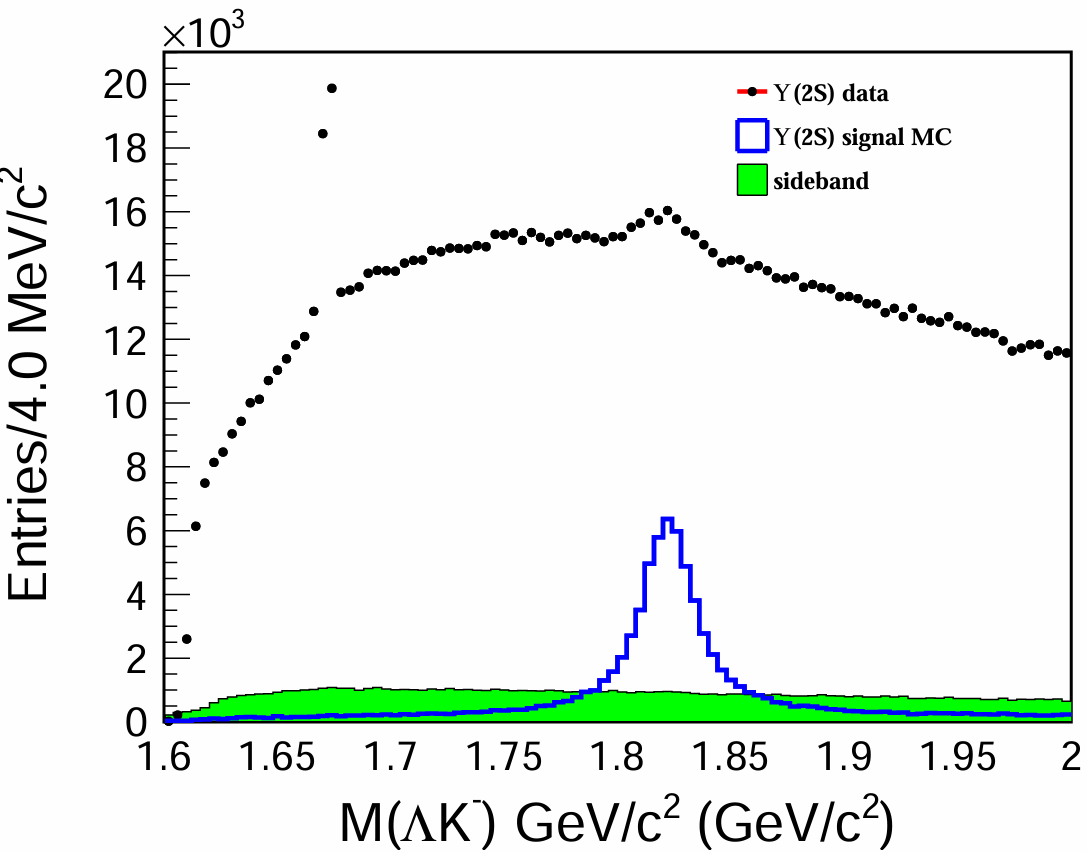 ×10³
Entries/4.0 MeV/c²
20
18
16
14
12
10
8
6
4
2
0
ϒ(2S) data
ϒ(2S) signal MC
sideband
1.6 1.65 1.7 1.75 1.8 1.85 1.9 1.95 2
M(ΛK⁻) GeV/c² (GeV/c²)